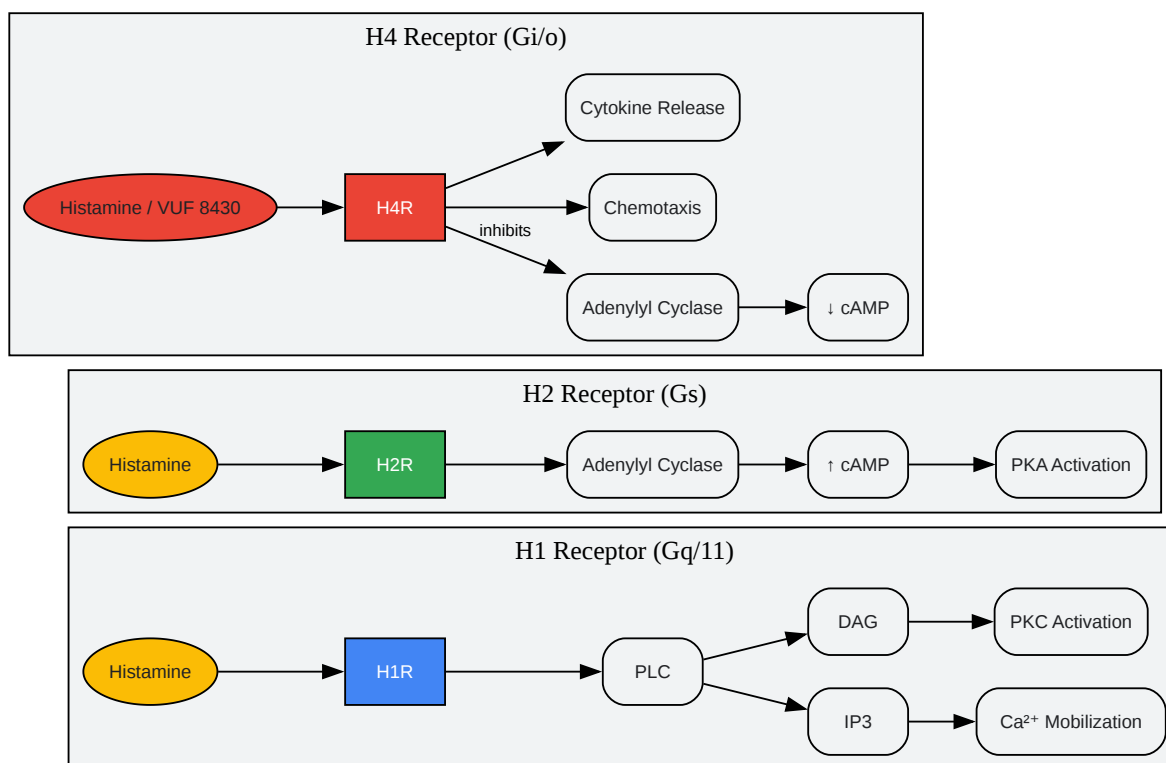 H4 Receptor (Gi/o)
Cytokine Release
Histamine / VUF 8430
H4R
Chemotaxis
inhibits
Adenylyl Cyclase
↓ cAMP
H2 Receptor (Gs)
Histamine
H2R
Adenylyl Cyclase
↑ cAMP
PKA Activation
H1 Receptor (Gq/11)
Histamine
H1R
PLC
DAG
PKC Activation
IP3
Ca²⁺ Mobilization